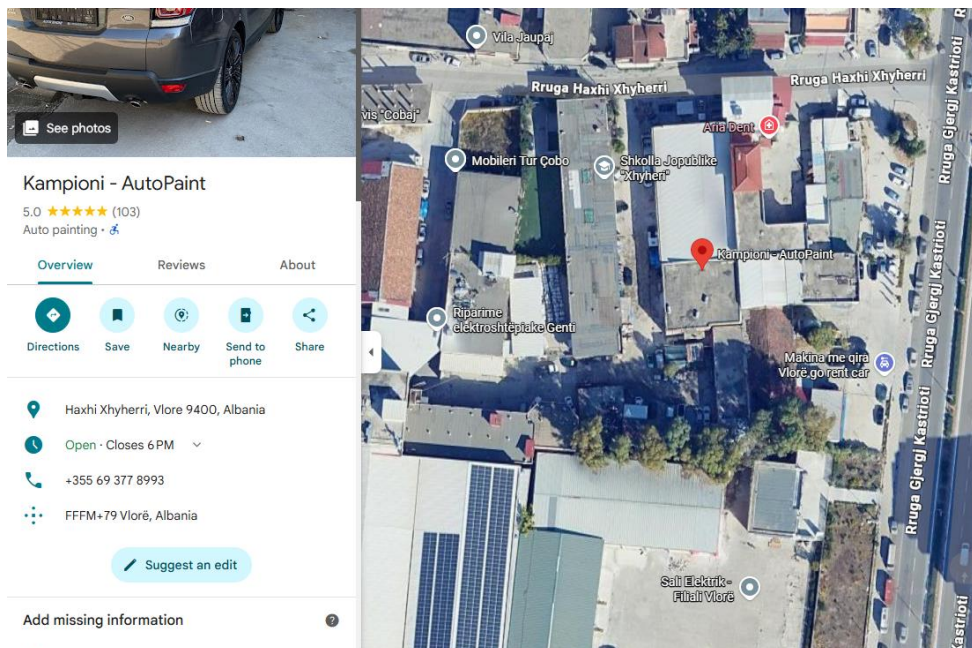 See photos
Kampioni - AutoPaint
5.0 ★★★★★ (103)
Auto painting ·
Overview
Reviews
About
Directions
Save
Nearby
Send to
phone
Share
Haxhi Xhyherri, Vlore 9400, Albania
Open · Closes 6 PM
+355 69 377 8993
FFFM+79 Vlorë, Albania
Suggest an edit
Add missing information
?
Vila Jaupaj
Rruga Haxhi Xhyherri
Rruga Haxhi Xhyherri
vis "Cobaj"
Aria Dent
Mobileri Tur Çobo
Shkolla Jopublike
"Xhyheri"
Rruga Gjergj Kastrioti
Kampioni - AutoPaint
Rruga Gjergj Kastrioti
Riparime
elektroshtëpiake Genti
Makina me qira
Vlorë,go rent car
Rruga Gjergj Kastrioti
Sali Elektrik -
Filiali Vlorë
Kastrioti